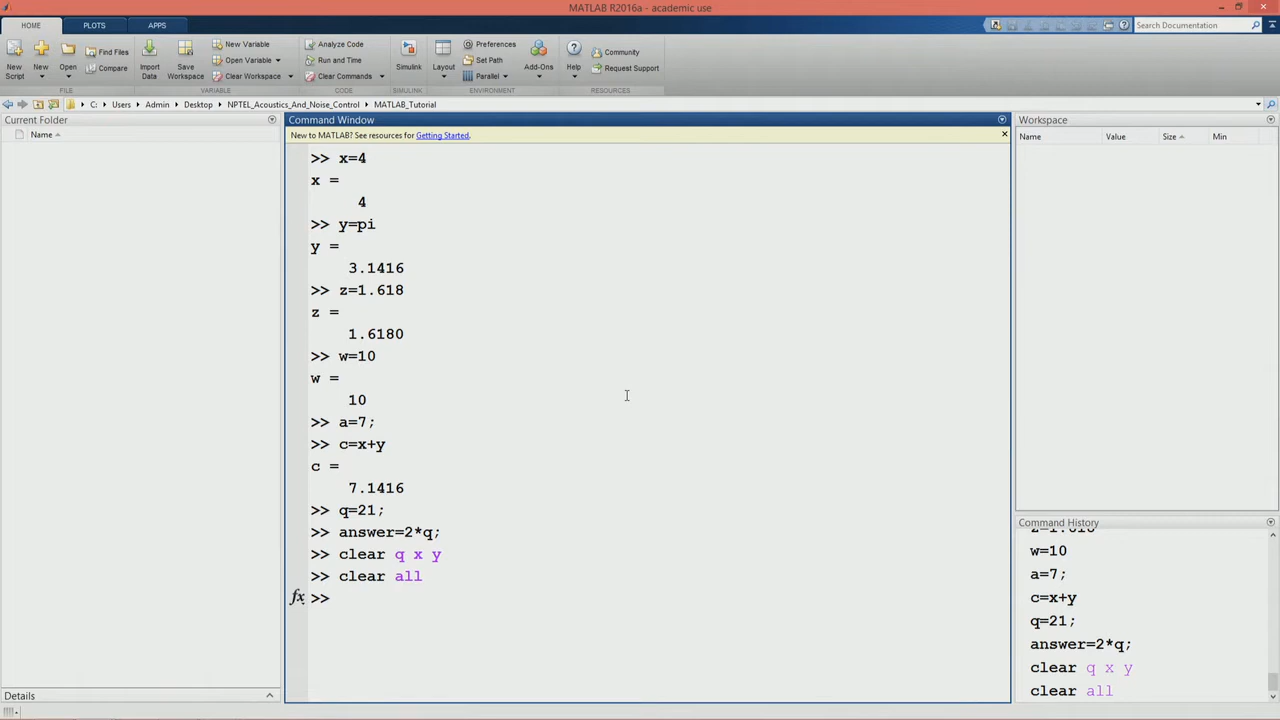 MATLAB R2016a - academic use
HOME PLOTS APPS
Search Documentation
New Script
New
Open
Find Files
Compare
Import Data
Save Workspace
New Variable
Open Variable
Clear Workspace
Analyze Code
Run and Time
Clear Commands
Simulink
Layout
Preferences
Set Path
Parallel
Add-Ons
Help
Community
Request Support
FILE VARIABLE CODE SIMULINK ENVIRONMENT RESOURCES
C: Users Admin Desktop NPTEL_Acoustics_And_Noise_Control MATLAB_Tutorial
Current Folder
Name
Details
Command Window
New to MATLAB? See resources for Getting Started.
>> x=4
x =
4
>> y=pi
y =
3.1416
>> z=1.618
z =
1.6180
>> w=10
w =
10
>> a=7;
>> c=x+y
c =
7.1416
>> q=21;
>> answer=2*q;
>> clear q x y
>> clear all
fx >>
Workspace
Name Value Size Min
Command History
z=1.618
w=10
a=7;
c=x+y
q=21;
answer=2*q;
clear q x y
clear all